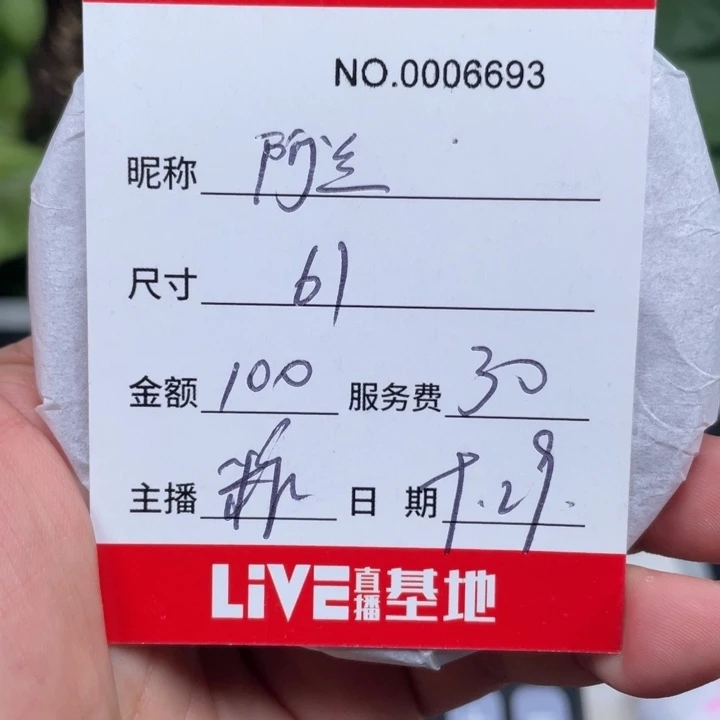 NO.0006693
昵称 阿兰
尺寸 61
金额 100 服务费 30
主播 日期 .29.
LiVE直播基地